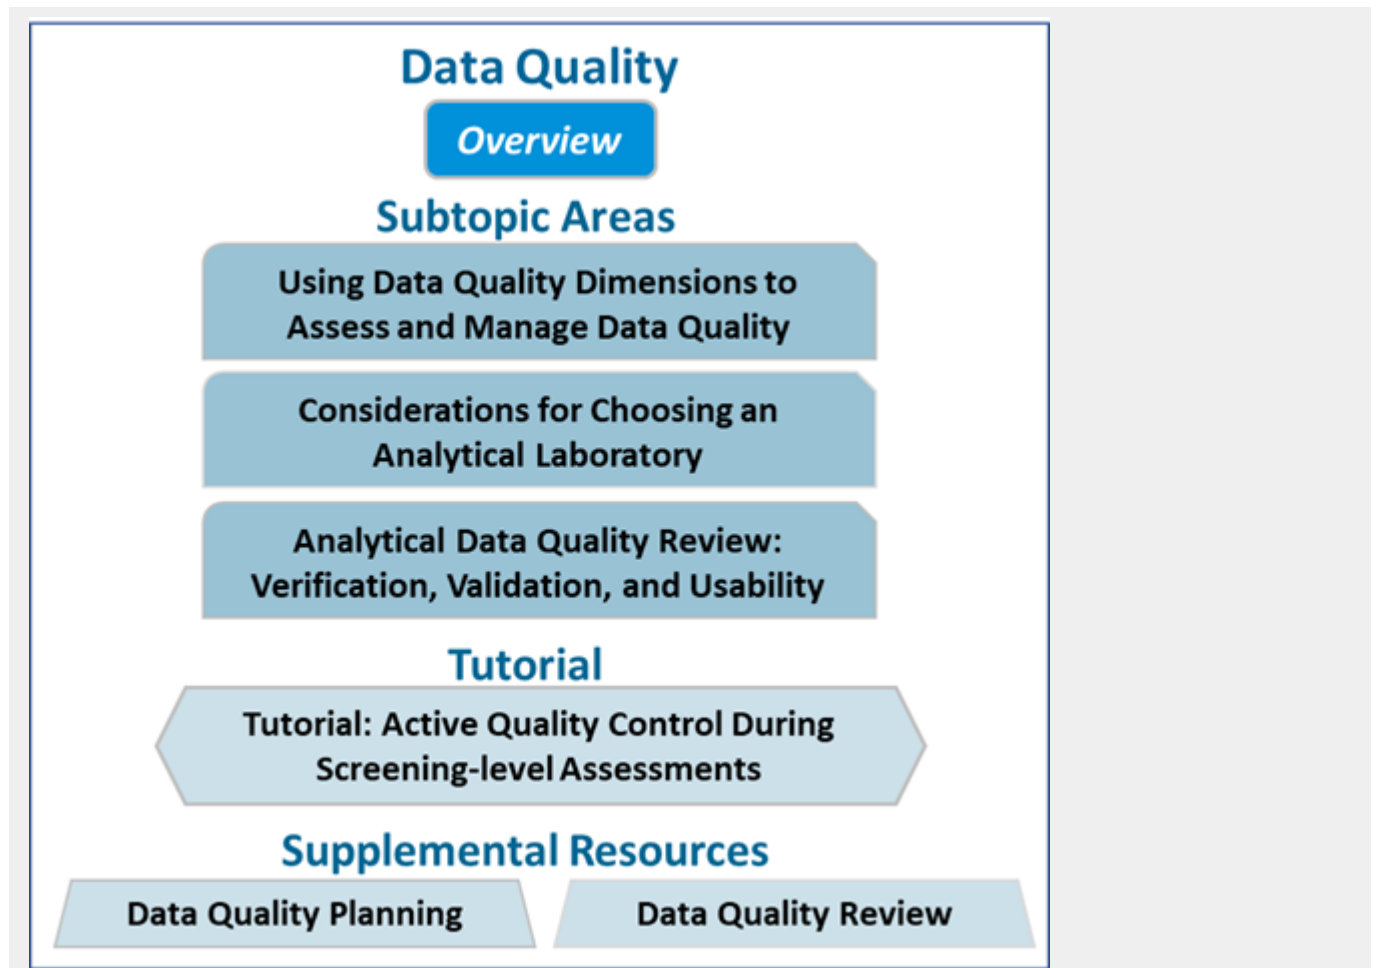 Data Quality
Overview
Subtopic Areas
Using Data Quality Dimensions to
Assess and Manage Data Quality
Considerations for Choosing an
Analytical Laboratory
Analytical Data Quality Review:
Verification, Validation, and Usability
Tutorial
Tutorial: Active Quality Control During
Screening-level Assessments
Supplemental Resources
Data Quality Planning
Data Quality Review